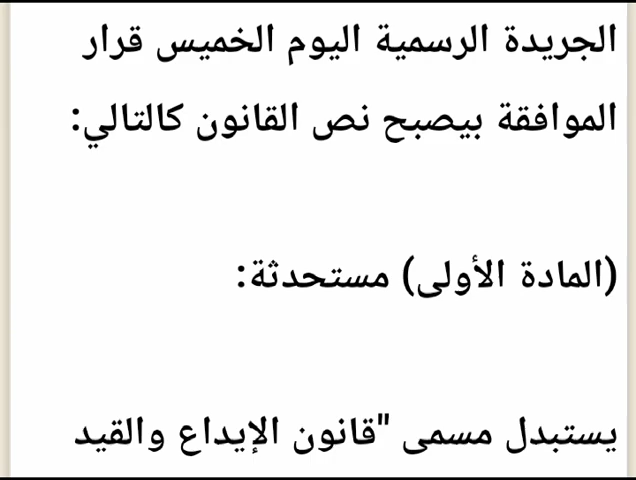 الجريدة الرسمية اليوم الخميس قرار
الموافقة بيصبح نص القانون كالتالي:
(المادة الأولى) مستحدثة:
يستبدل مسمى "قانون الإيداع والقيد